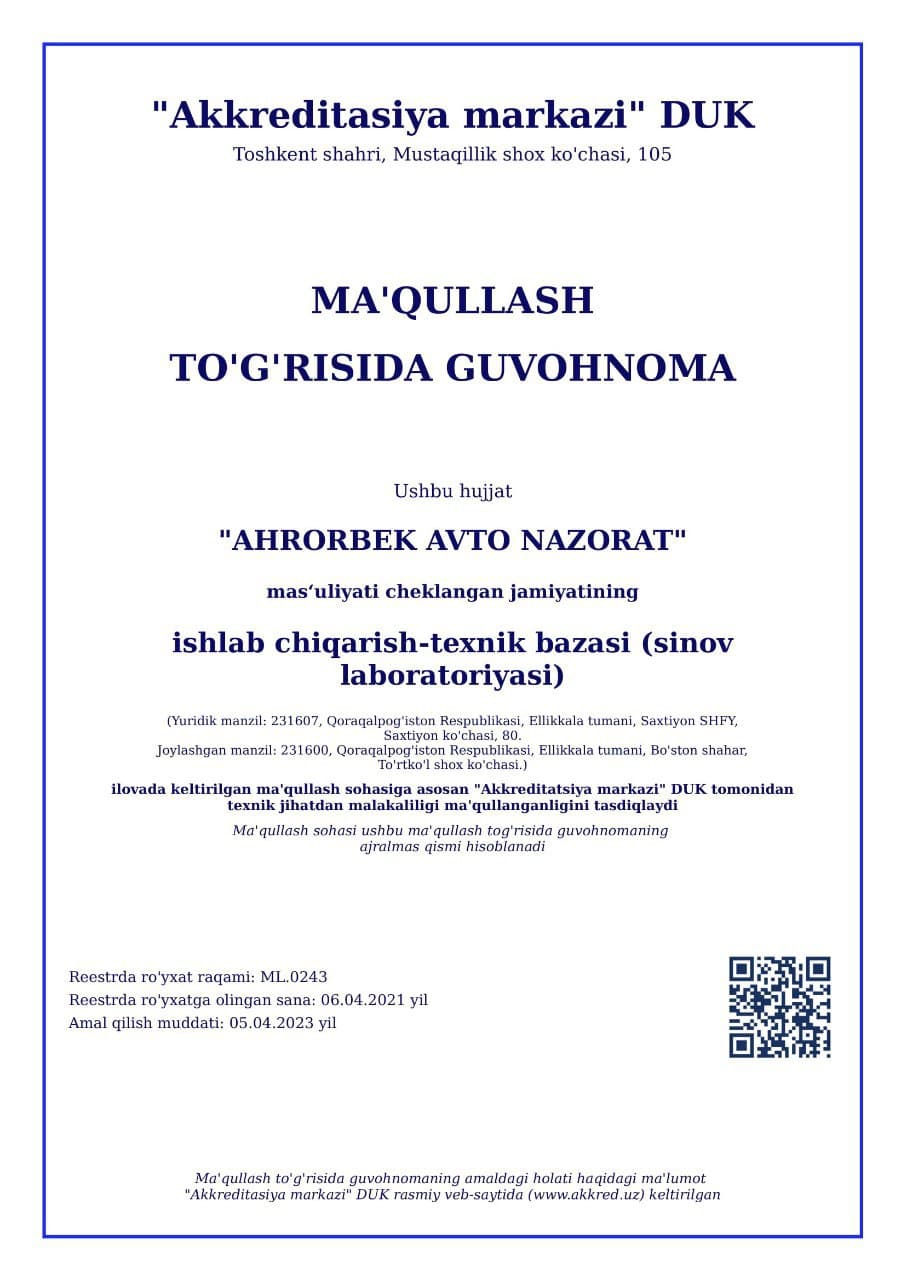 "Akkreditasiya markazi" DUK
Toshkent shahri, Mustaqillik shox ko'chasi, 105
MA'QULLASH
TO'G'RISIDA GUVOHNOMA
Ushbu hujjat
"AHRORBEK AVTO NAZORAT"
mas‘uliyati cheklangan jamiyatining
ishlab chiqarish-texnik bazasi (sinov
laboratoriyasi)
(Yuridik manzil: 231607, Qoraqalpog'iston Respublikasi, Ellikkala tumani, Saxtiyon SHFY,
Saxtiyon ko'chasi, 80.
Joylashgan manzil: 231600, Qoraqalpog'iston Respublikasi, Ellikkala tumani, Bo'ston shahar,
To'rtko'l shox ko'chasi.)
ilovada keltirilgan ma'qullash sohasiga asosan "Akkreditatsiya markazi" DUK tomonidan
texnik jihatdan malakaliligi ma'qullanganligini tasdiqlaydi
Ma'qullash sohasi ushbu ma'qullash tog'risida guvohnomaning
ajralmas qismi hisoblanadi
Reestrda ro'yxat raqami: ML.0243
Reestrda ro'yxatga olingan sana: 06.04.2021 yil
Amal qilish muddati: 05.04.2023 yil
Ma'qullash to'g'risida guvohnomaning amaldagi holati haqidagi ma'lumot
"Akkreditasiya markazi" DUK rasmiy veb-saytida (www.akkred.uz) keltirilgan